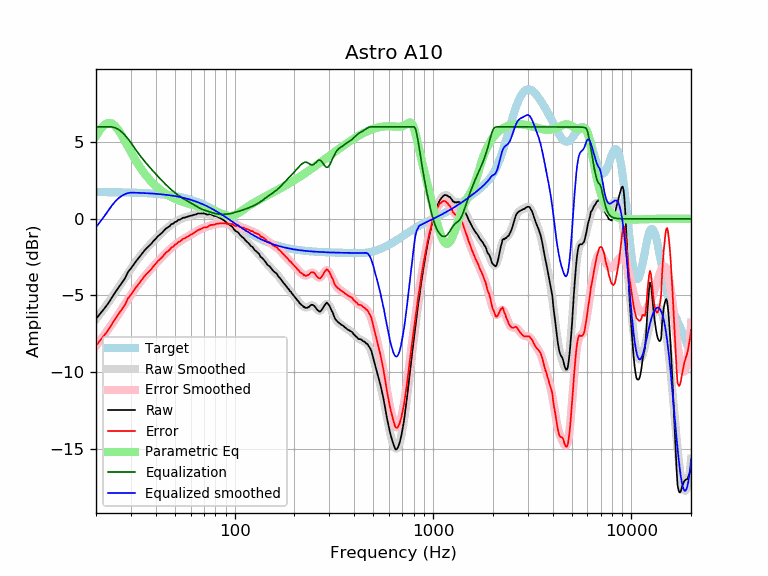 Astro A10
Amplitude (dBr)
5
0
−5
−10
−15
Target
Raw Smoothed
Error Smoothed
Raw
Error
Parametric Eq
Equalization
Equalized smoothed
100
1000
10000
Frequency (Hz)